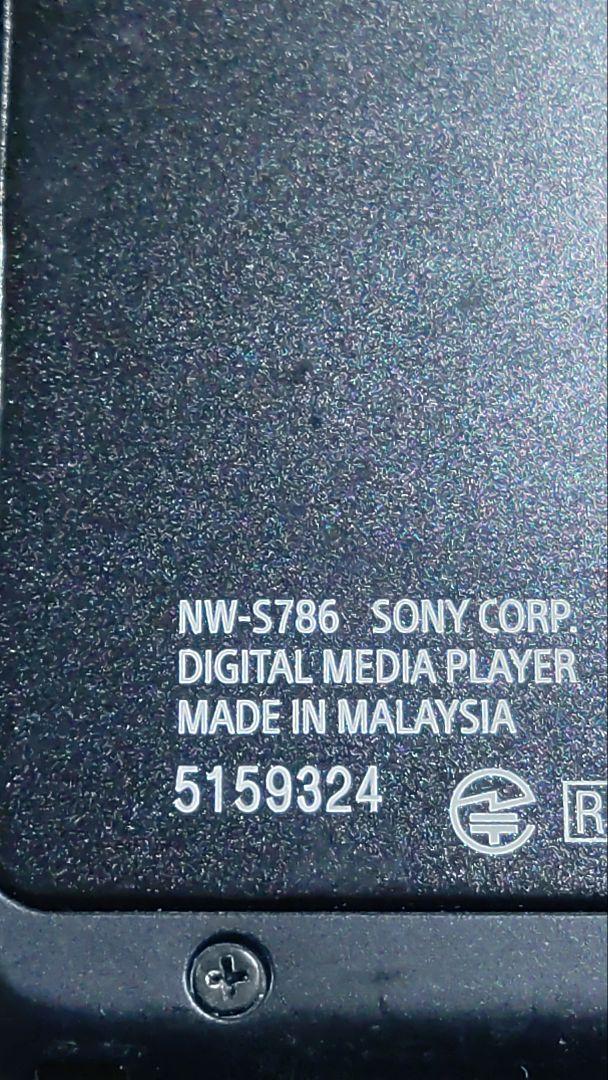 NW-S786 SONY CORP.
DIGITAL MEDIA PLAYER
MADE IN MALAYSIA
5159324
R